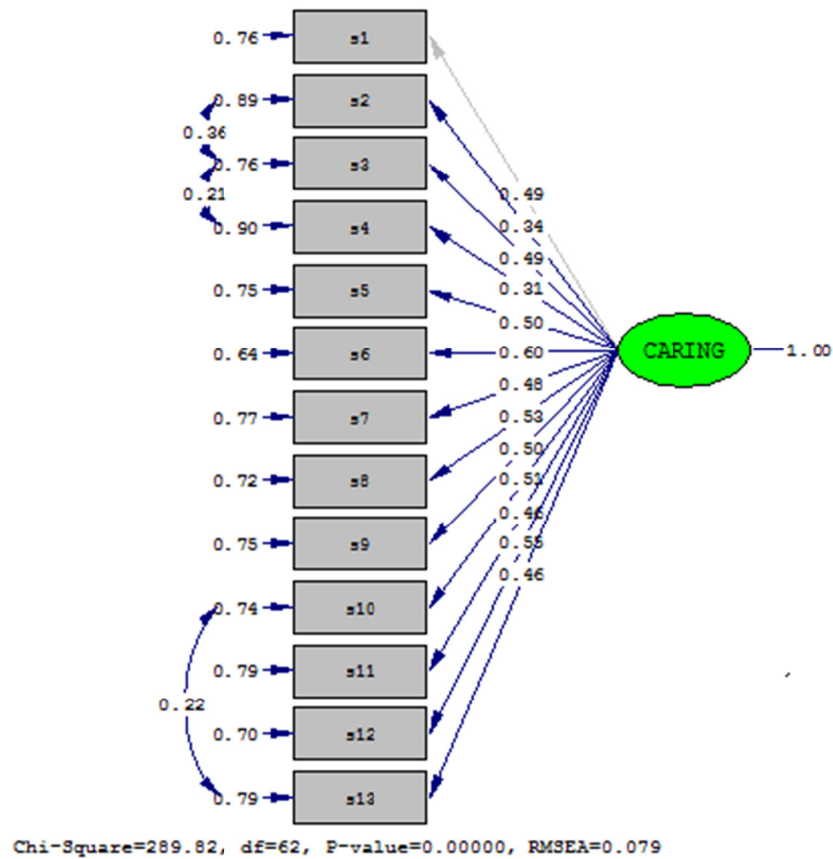 0.76 s1
0.89 s2
0.36
0.76 s3
0.49
0.21
0.34
0.90 s4
0.49
0.31
0.75 s5
0.50
0.64 s6 0.60 CARING 1.00
0.48
0.77 s7
0.53
0.50
0.72 s8
0.51
0.46
0.75 s9
0.55
0.46
0.74 s10
0.79 s11
0.22
0.70 s12
0.79 s13
Chi-Square=289.82, df=62, P-value=0.00000, RMSEA=0.079